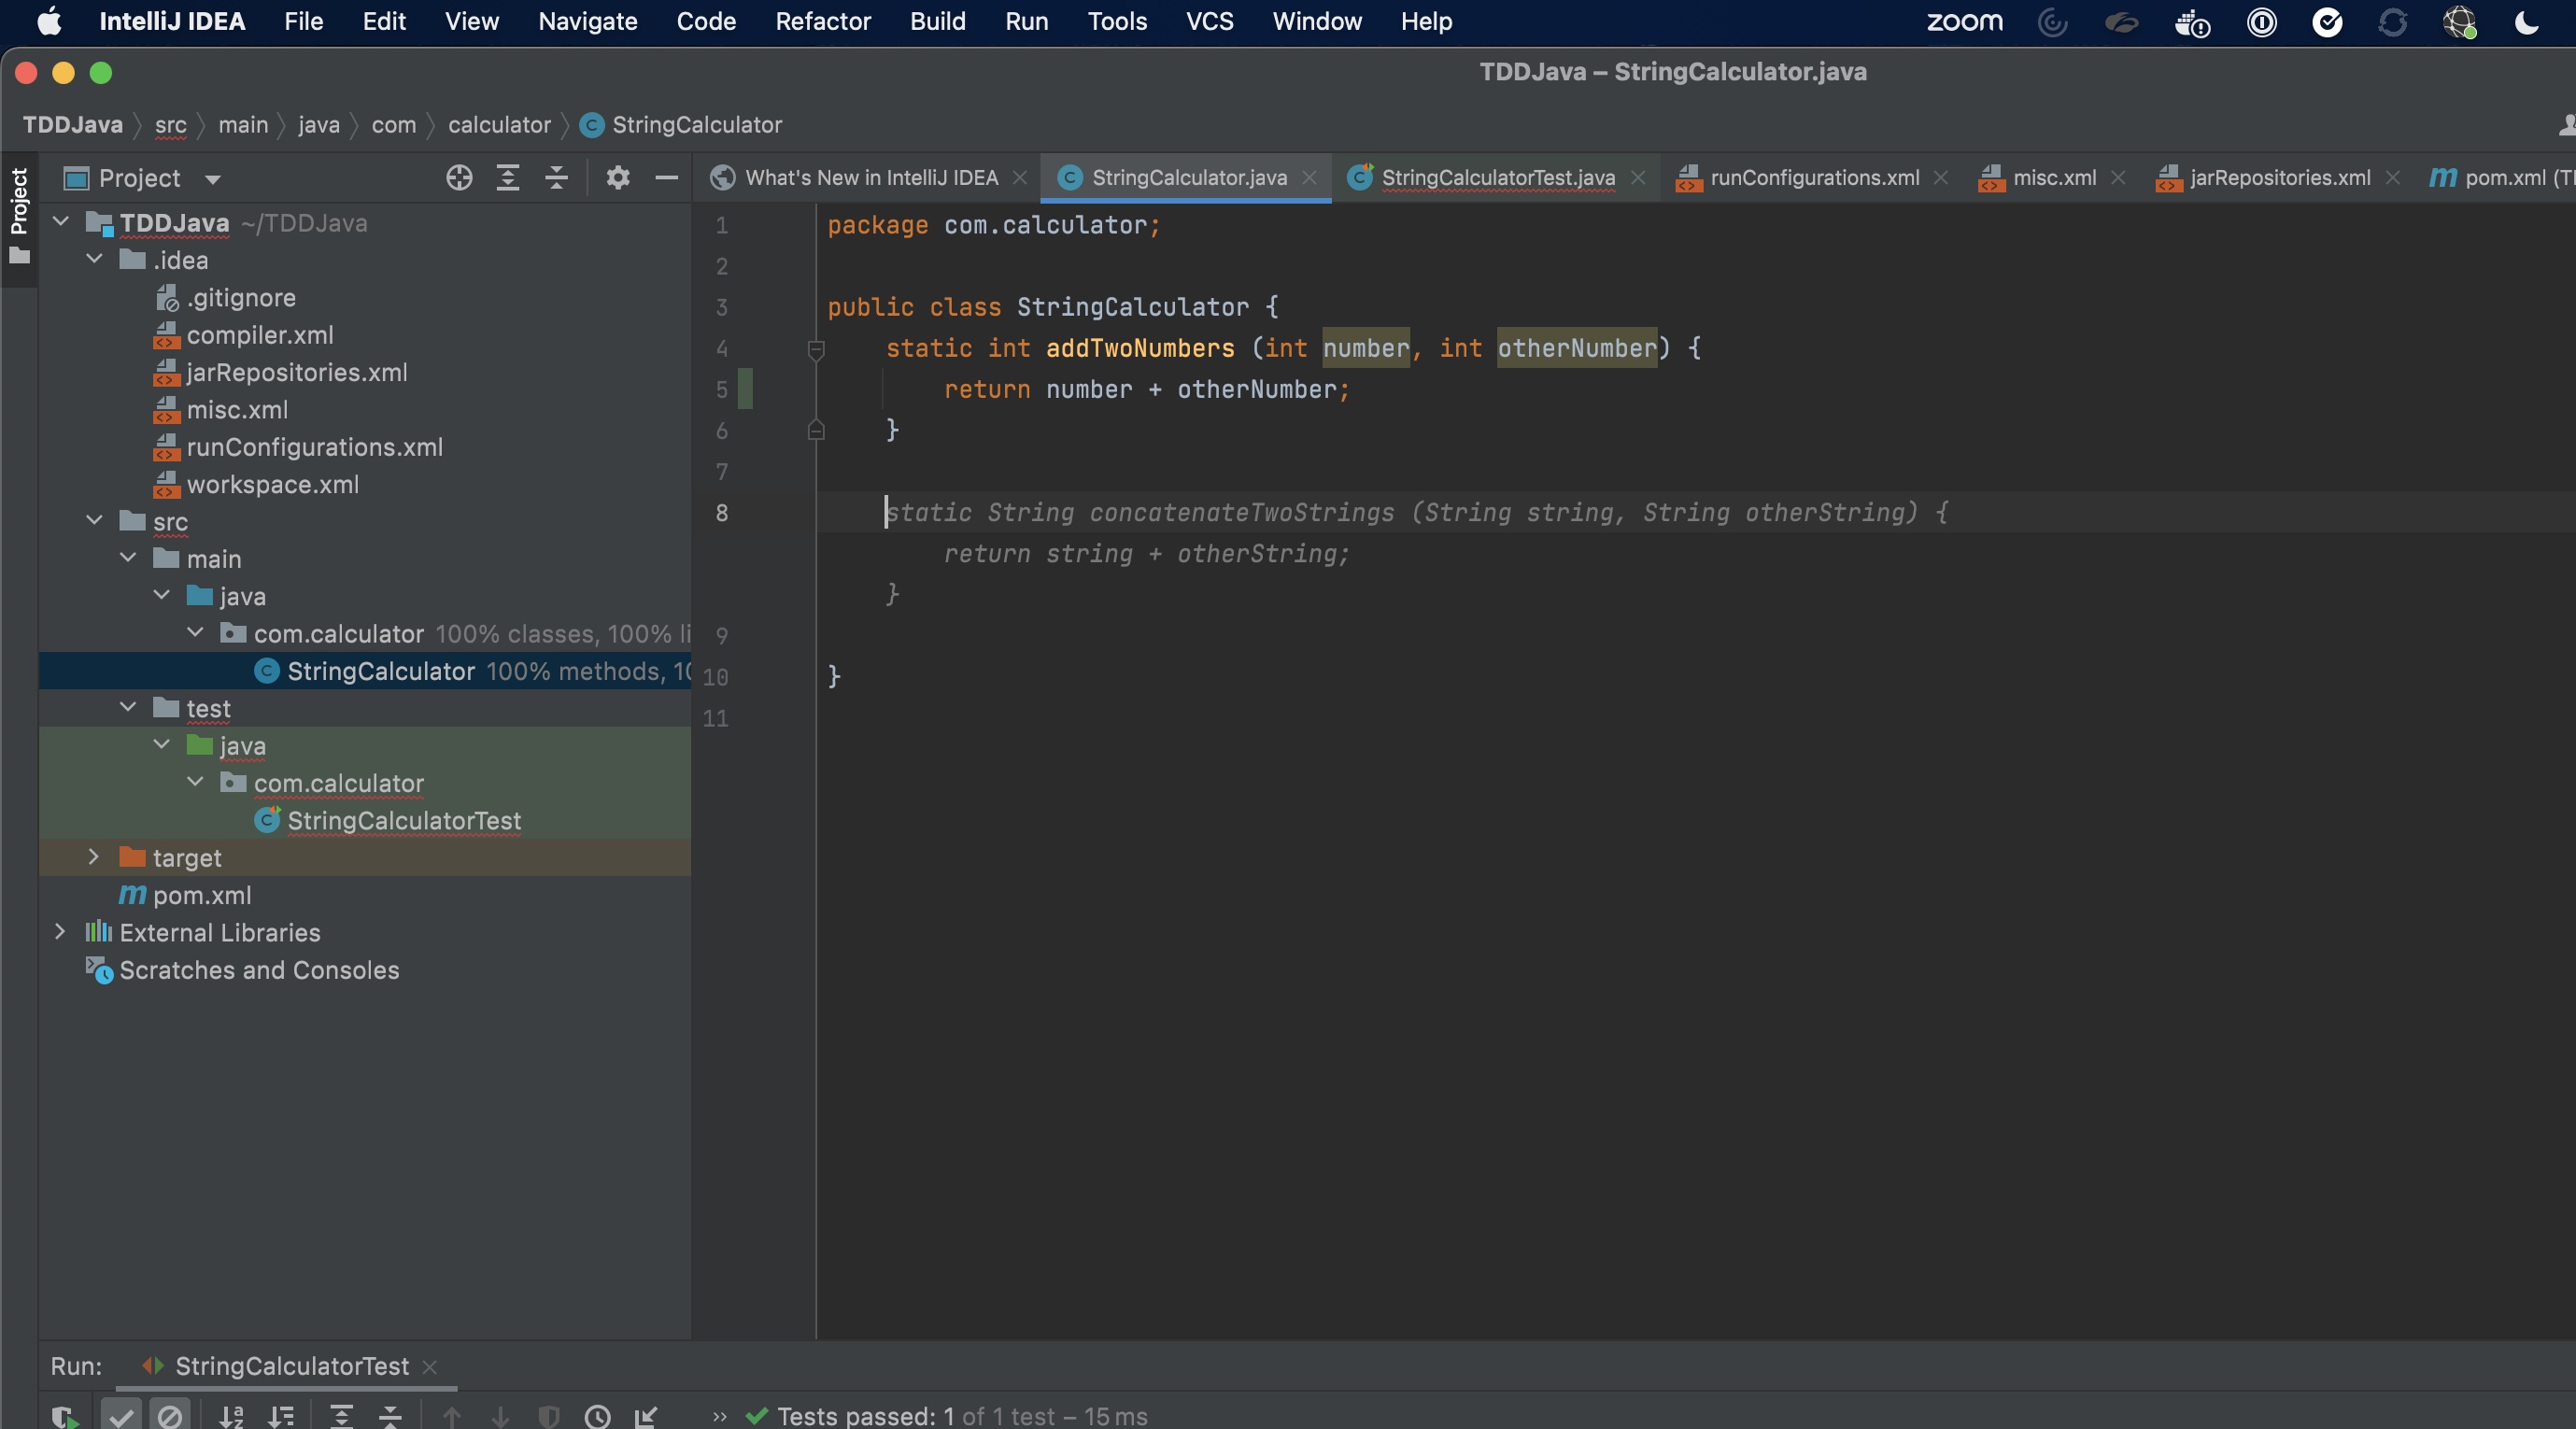 IntelliJ IDEA File Edit View Navigate Code Refactor Build Run Tools VCS Window Help zoom
TDDJava – StringCalculator.java
TDDJava src main java com calculator StringCalculator
Project
Project
What's New in IntelliJ IDEA StringCalculator.java StringCalculatorTest.java runConfigurations.xml misc.xml jarRepositories.xml pom.xml
TDDJava ~/TDDJava
.idea
.gitignore
compiler.xml
jarRepositories.xml
misc.xml
runConfigurations.xml
workspace.xml
src
main
java
com.calculator 100% classes, 100%
StringCalculator 100% methods,
test
java
com.calculator
StringCalculatorTest
target
pom.xml
External Libraries
Scratches and Consoles
1 package com.calculator;
2
3 public class StringCalculator {
4 static int addTwoNumbers (int number, int otherNumber) {
5 return number + otherNumber;
6 }
7
8 static String concatenateTwoStrings (String string, String otherString) {
return string + otherString;
}
9
10 }
11
Run: StringCalculatorTest
Tests passed: 1 of 1 test – 15 ms